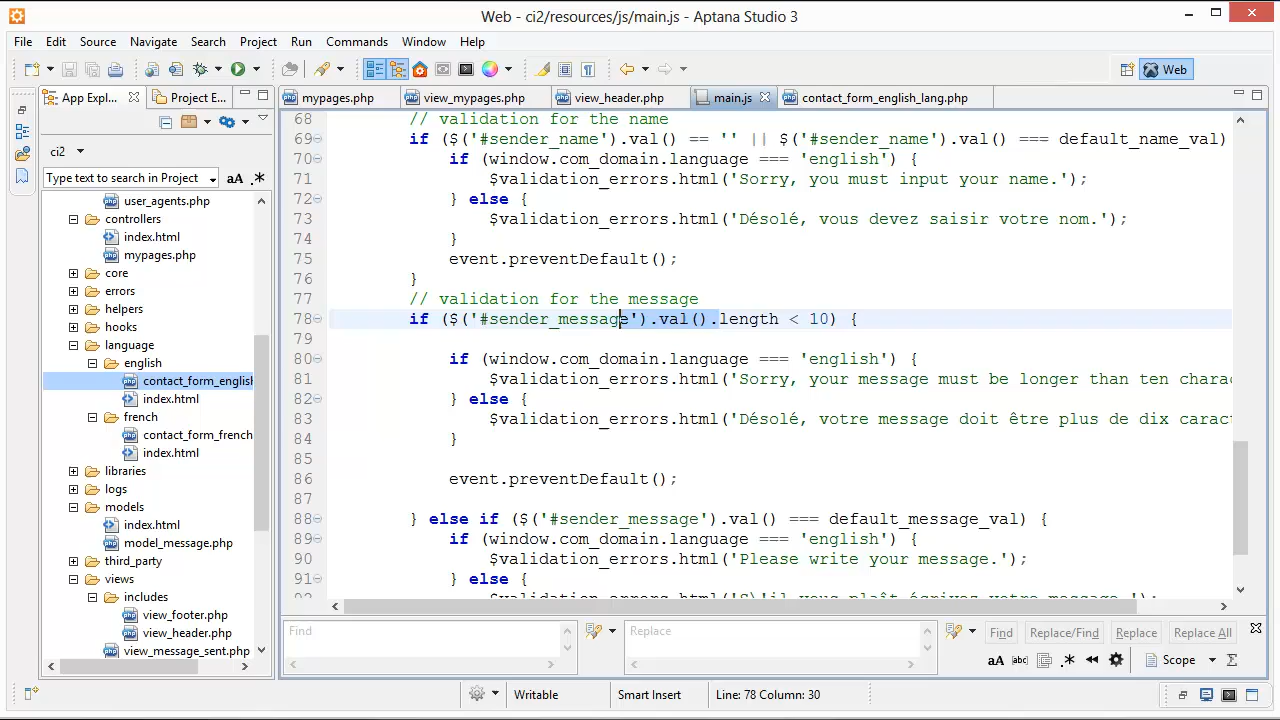 Web - ci2/resources/js/main.js - Aptana Studio 3
File Edit Source Navigate Search Project Run Commands Window Help
Web
App Expl...
Project E...
mypages.php
view_mypages.php
view_header.php
main.js
contact_form_english_lang.php
ci2
Type text to search in Project
aA .*
user_agents.php
controllers
index.html
mypages.php
core
errors
helpers
hooks
language
english
contact_form_english
index.html
french
contact_form_french
index.html
libraries
logs
models
index.html
model_message.php
third_party
views
includes
view_footer.php
view_header.php
view_message_sent.php
68 // validation for the name
69 if ($('#sender_name').val() == '' || $('#sender_name').val() === default_name_val)
70 if (window.com_domain.language === 'english') {
71 $validation_errors.html('Sorry, you must input your name.');
72 } else {
73 $validation_errors.html('Désolé, vous devez saisir votre nom.');
74 }
75 event.preventDefault();
76 }
77 // validation for the message
78 if ($('#sender_message').val().length < 10) {
79
80 if (window.com_domain.language === 'english') {
81 $validation_errors.html('Sorry, your message must be longer than ten charac
82 } else {
83 $validation_errors.html('Désolé, votre message doit être plus de dix caract
84 }
85
86 event.preventDefault();
87
88 } else if ($('#sender_message').val() === default_message_val) {
89 if (window.com_domain.language === 'english') {
90 $validation_errors.html('Please write your message.');
91 } else {
92 $validation_errors.html('S\'il vous plaît écrivez votre message.');
Find
Replace
Find Replace/Find Replace Replace All
aA abc .* Scope Σ
Writable Smart Insert Line: 78 Column: 30